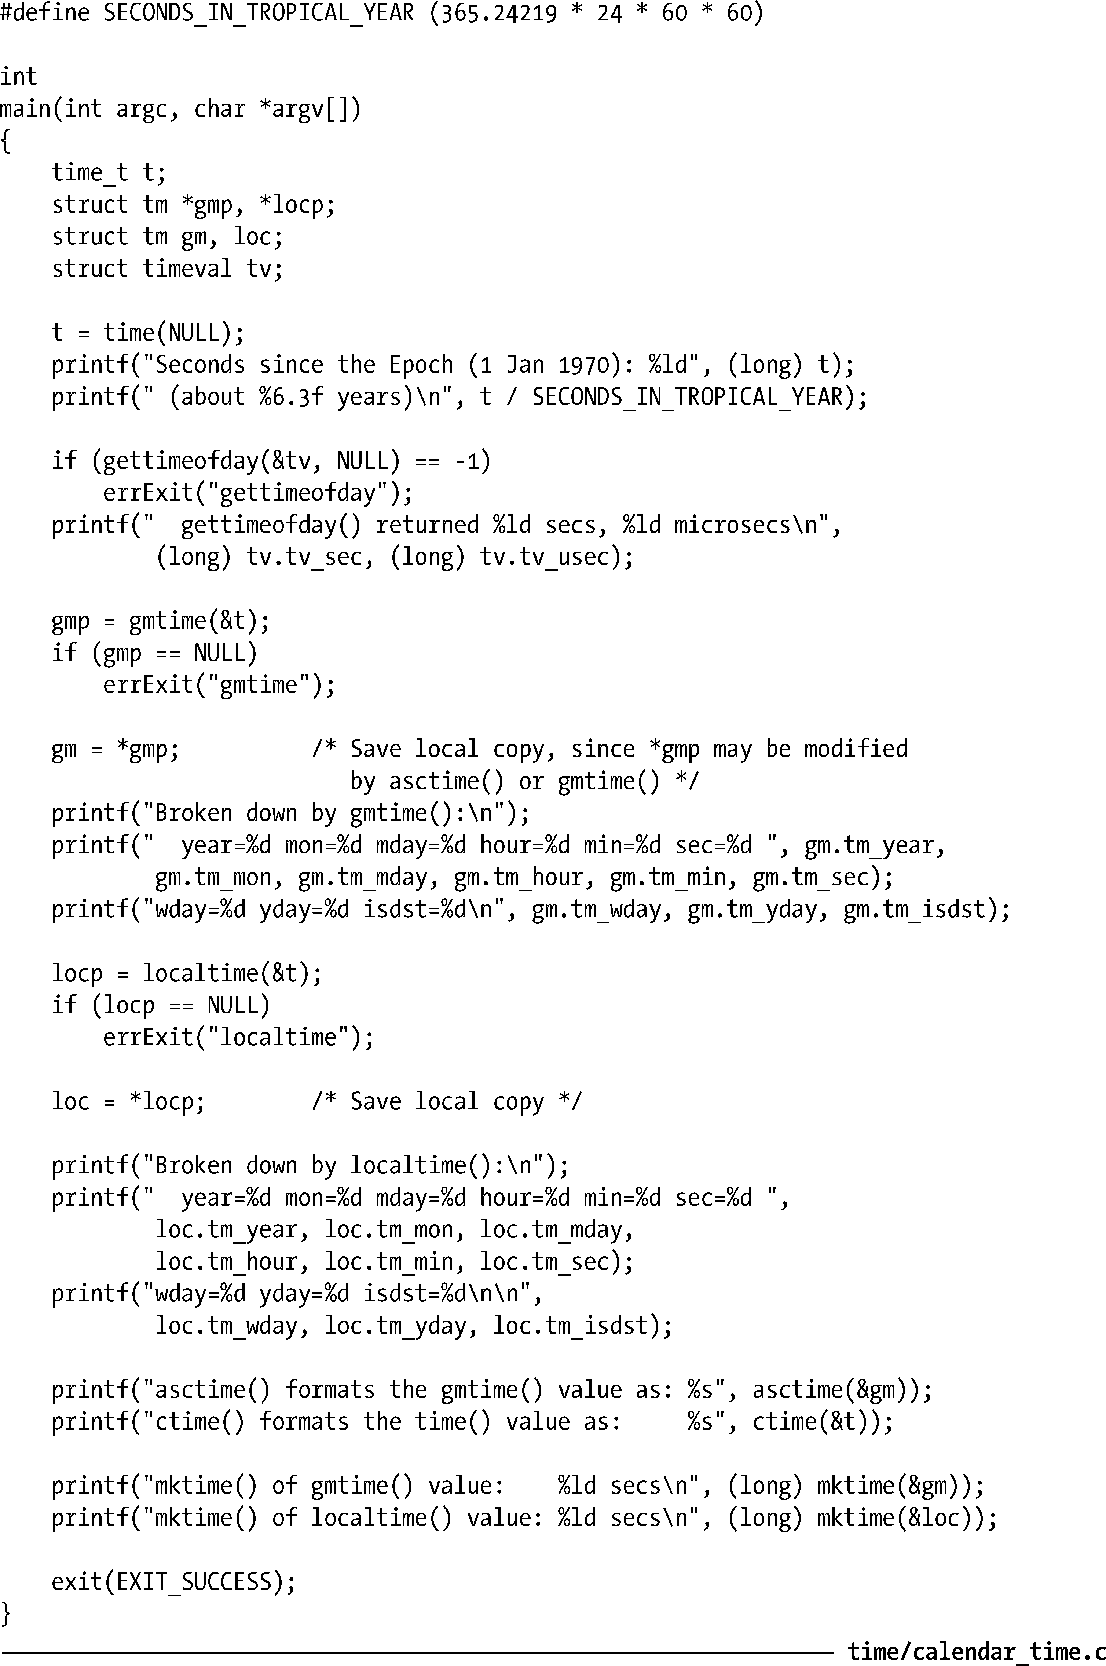 #define SECONDS_IN_TROPICAL_YEAR (365.24219 * 24 * 60 * 60)
int
main(int argc, char *argv[])
{
    time_t t;
    struct tm *gmp, *locp;
    struct tm gm, loc;
    struct timeval tv;
    t = time(NULL);
    printf("Seconds since the Epoch (1 Jan 1970): %ld", (long) t);
    printf(" (about %6.3f years)\n", t / SECONDS_IN_TROPICAL_YEAR);
    if (gettimeofday(&tv, NULL) == -1)
        errExit("gettimeofday");
    printf("  gettimeofday() returned %ld secs, %ld microsecs\n",
            (long) tv.tv_sec, (long) tv.tv_usec);
    gmp = gmtime(&t);
    if (gmp == NULL)
        errExit("gmtime");
    gm = *gmp;          /* Save local copy, since *gmp may be modified
                           by asctime() or gmtime() */
    printf("Broken down by gmtime():\n");
    printf("  year=%d mon=%d mday=%d hour=%d min=%d sec=%d ", gm.tm_year,
            gm.tm_mon, gm.tm_mday, gm.tm_hour, gm.tm_min, gm.tm_sec);
    printf("wday=%d yday=%d isdst=%d\n", gm.tm_wday, gm.tm_yday, gm.tm_isdst);
    locp = localtime(&t);
    if (locp == NULL)
        errExit("localtime");
    loc = *locp;        /* Save local copy */
    printf("Broken down by localtime():\n");
    printf("  year=%d mon=%d mday=%d hour=%d min=%d sec=%d ",
            loc.tm_year, loc.tm_mon, loc.tm_mday,
            loc.tm_hour, loc.tm_min, loc.tm_sec);
    printf("wday=%d yday=%d isdst=%d\n\n",
            loc.tm_wday, loc.tm_yday, loc.tm_isdst);
    printf("asctime() formats the gmtime() value as: %s", asctime(&gm));
    printf("ctime() formats the time() value as:     %s", ctime(&t));
    printf("mktime() of gmtime() value:    %ld secs\n", (long) mktime(&gm));
    printf("mktime() of localtime() value: %ld secs\n", (long) mktime(&loc));
    exit(EXIT_SUCCESS);
}
time/calendar_time.c